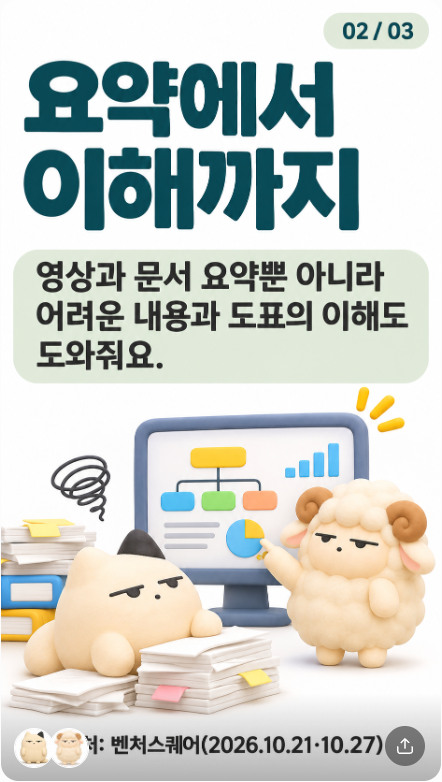 02 / 03
요약에서
이해까지
영상과 문서 요약뿐 아니라
어려운 내용과 도표의 이해도
도와줘요.
처: 벤처스퀘어(2026.10.21·10.27)